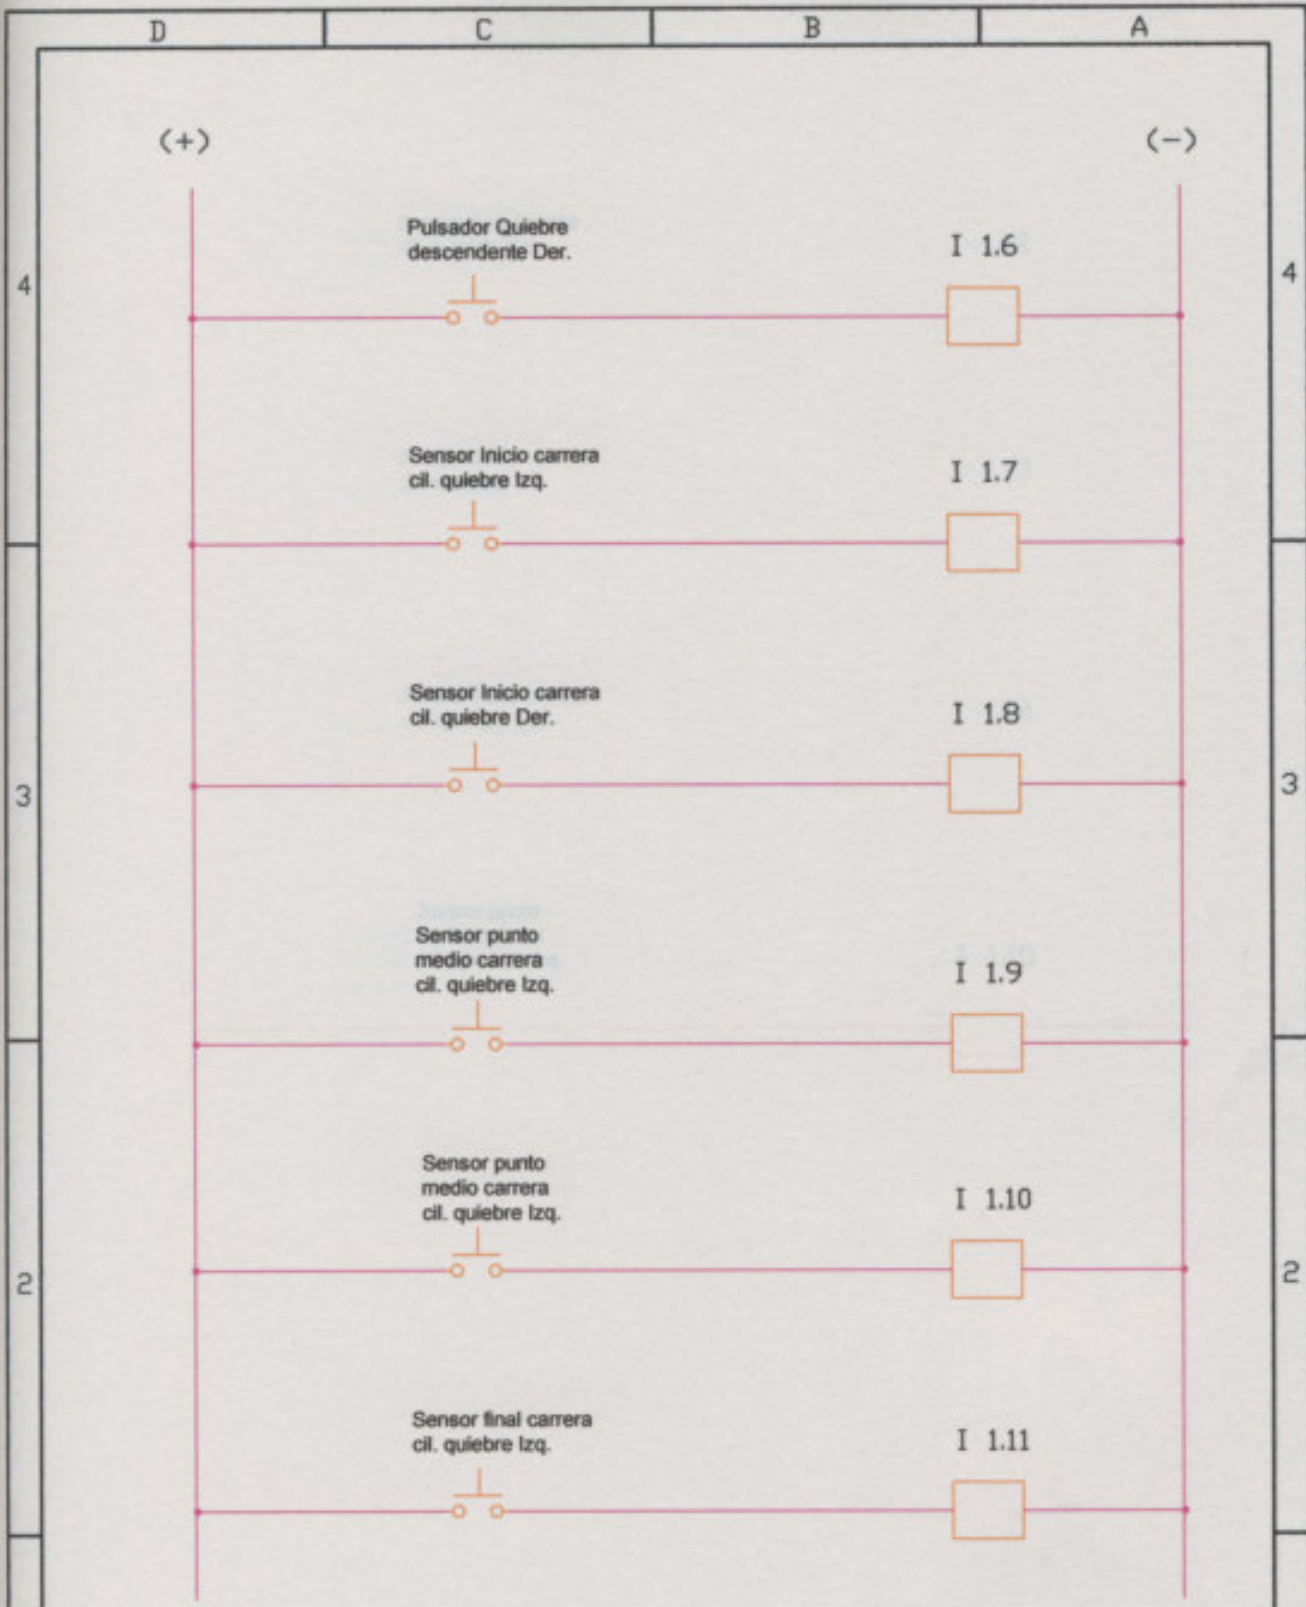 D C B A
(+) (-)
Pulsador Quiebre
descendente Der.
I 1.6
4 4
Sensor Inicio carrera
cil. quiebre Izq.
I 1.7
Sensor Inicio carrera
cil. quiebre Der.
I 1.8
3 3
Sensor punto
medio carrera
cil. quiebre Izq.
I 1.9
Sensor punto
medio carrera
cil. quiebre Izq.
I 1.10
2 2
Sensor final carrera
cil. quiebre Izq.
I 1.11